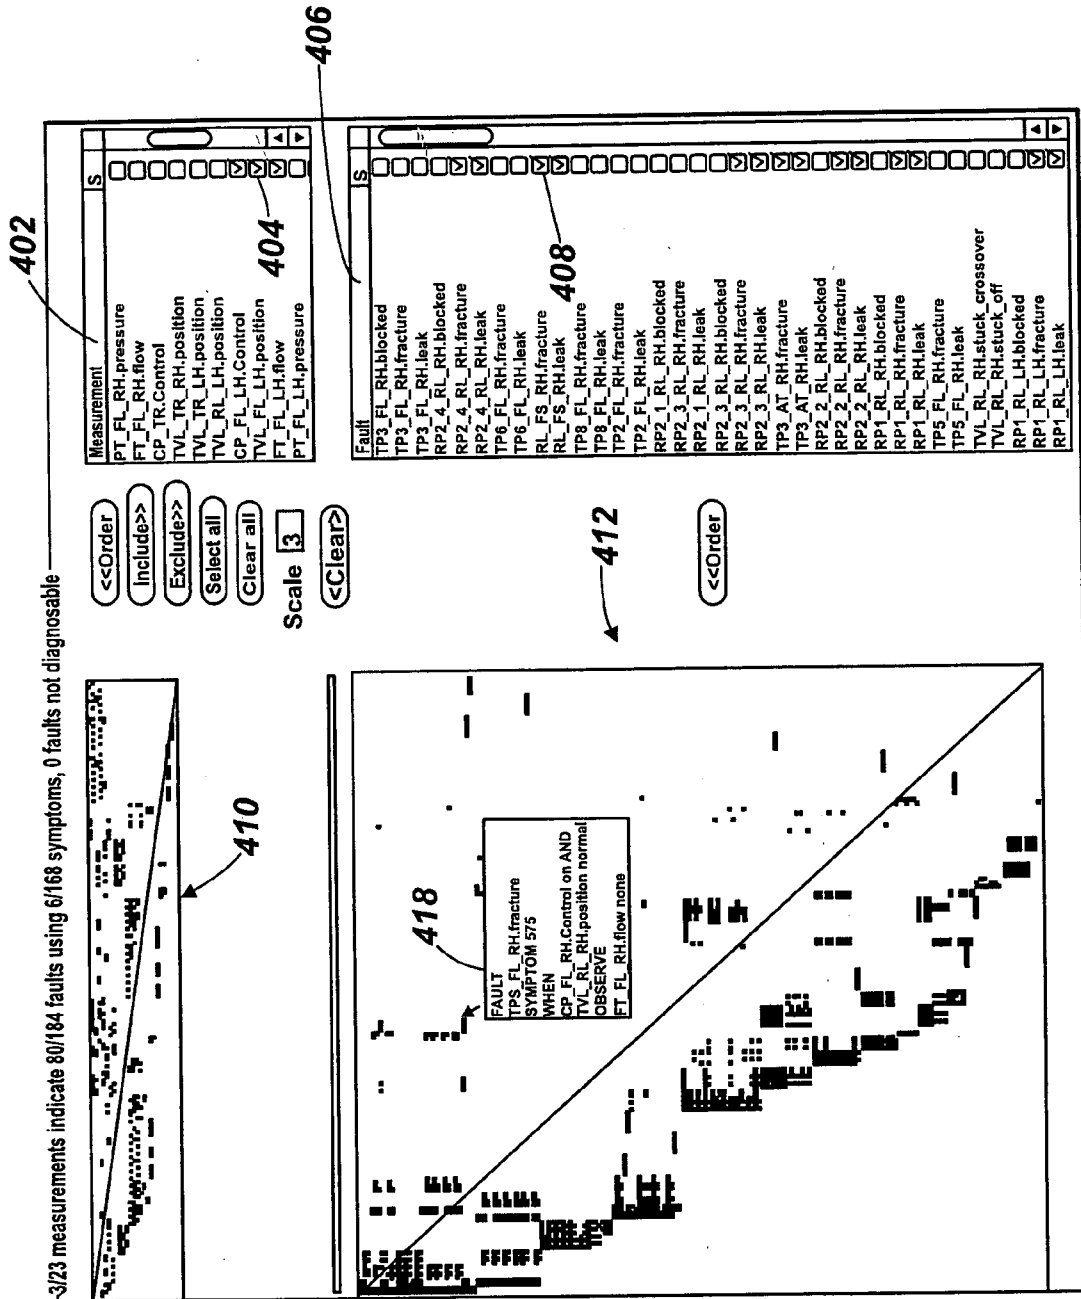 3/23 measurements indicate 80/184 faults using 6/168 symptoms, 0 faults not diagnosable
410
412
418
FAULT
TPS_FL_RH.fracture
SYMPTOM 575
WHEN
CP_FL_RH.Control on AND
TVL_RL_RH.position normal
OBSERVE
FT_FL_RH.flow none
<<Order
Include>>
Exclude>>
Select all
Clear all
Scale 3
<Clear>
<<Order
402
Measurement S
PT_FL_RH.pressure
FT_FL_RH.flow
CP_TR.Control
TVL_TR_RH.position
TVL_TR_LH.position
TVL_RL_LH.position
CP_FL_LH.Control
TVL_FL_LH.position
FT_FL_LH.flow
PT_FL_LH.pressure
404
406
Fault S
TP3_FL_RH.blocked
TP3_FL_RH.fracture
TP3_FL_RH.leak
RP2_4_RL_RH.blocked
RP2_4_RL_RH.fracture
RP2_4_RL_RH.leak
TP6_FL_RH.fracture
TP6_FL_RH.leak
RL_FS_RH.fracture
RL_FS_RH.leak
TP8_FL_RH.fracture
TP8_FL_RH.leak
TP2_FL_RH.fracture
TP2_FL_RH.leak
RP2_1_RL_RH.blocked
RP2_1_RL_RH.fracture
RP2_1_RL_RH.leak
RP2_3_RL_RH.blocked
RP2_3_RL_RH.fracture
RP2_3_RL_RH.leak
TP3_AT_RH.fracture
TP3_AT_RH.leak
RP2_2_RL_RH.blocked
RP2_2_RL_RH.fracture
RP2_2_RL_RH.leak
RP1_RL_RH.blocked
RP1_RL_RH.fracture
RP1_RL_RH.leak
TP5_FL_RH.fracture
TP5_FL_RH.leak
TVL_RL_RH.stuck_crossover
TVL_RL_RH.stuck_off
RP1_RL_LH.blocked
RP1_RL_LH.fracture
RP1_RL_LH.leak
408